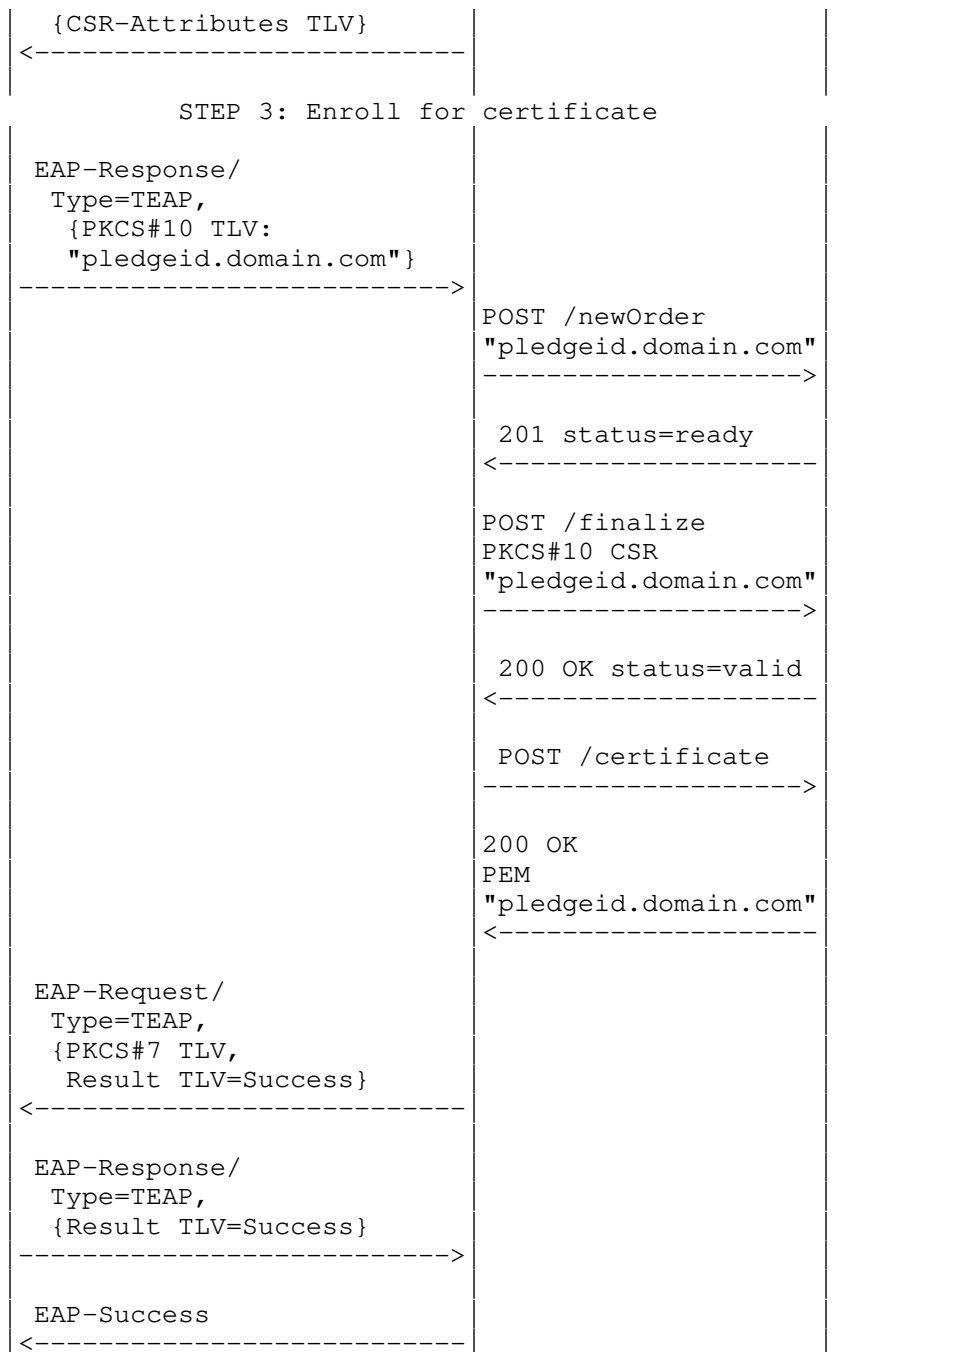 {CSR-Attributes TLV}
<---------------------------
STEP 3: Enroll for certificate
EAP-Response/
Type=TEAP,
{PKCS#10 TLV:
"pledgeid.domain.com"}
--------------------------->
POST /newOrder
"pledgeid.domain.com"
-------------------->
201 status=ready
<--------------------
POST /finalize
PKCS#10 CSR
"pledgeid.domain.com"
-------------------->
200 OK status=valid
<--------------------
POST /certificate
-------------------->
200 OK
PEM
"pledgeid.domain.com"
<--------------------
EAP-Request/
Type=TEAP,
{PKCS#7 TLV,
Result TLV=Success}
<---------------------------
EAP-Response/
Type=TEAP,
{Result TLV=Success}
--------------------------->
EAP-Success
<---------------------------